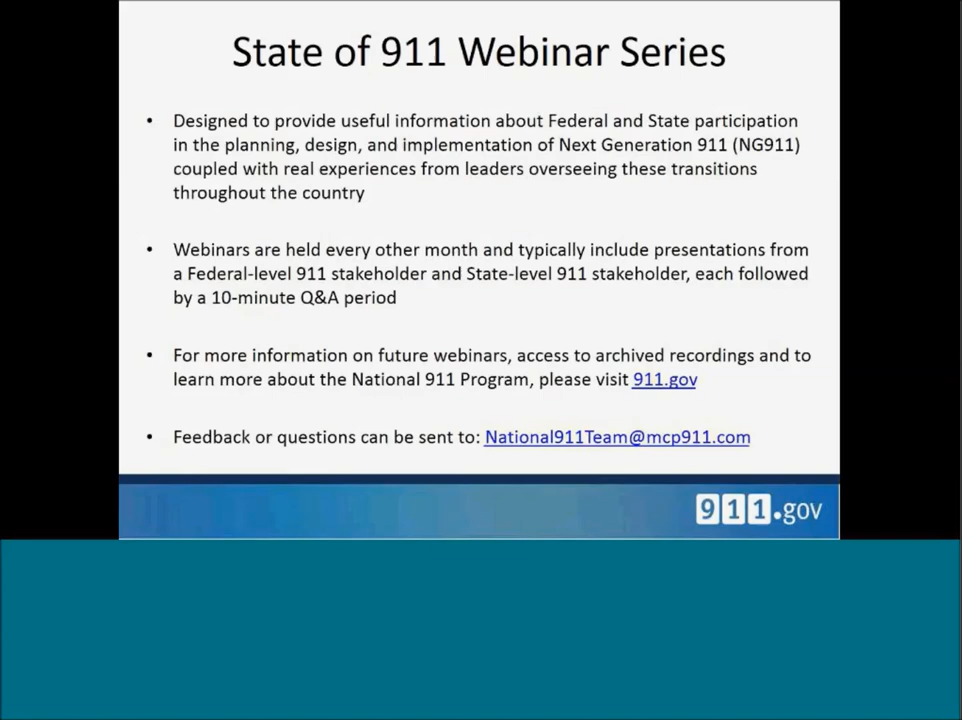 State of 911 Webinar Series
• Designed to provide useful information about Federal and State participation
in the planning, design, and implementation of Next Generation 911 (NG911)
coupled with real experiences from leaders overseeing these transitions
throughout the country
• Webinars are held every other month and typically include presentations from
a Federal-level 911 stakeholder and State-level 911 stakeholder, each followed
by a 10-minute Q&A period
• For more information on future webinars, access to archived recordings and to
learn more about the National 911 Program, please visit 911.gov
• Feedback or questions can be sent to: National911Team@mcp911.com
911.gov